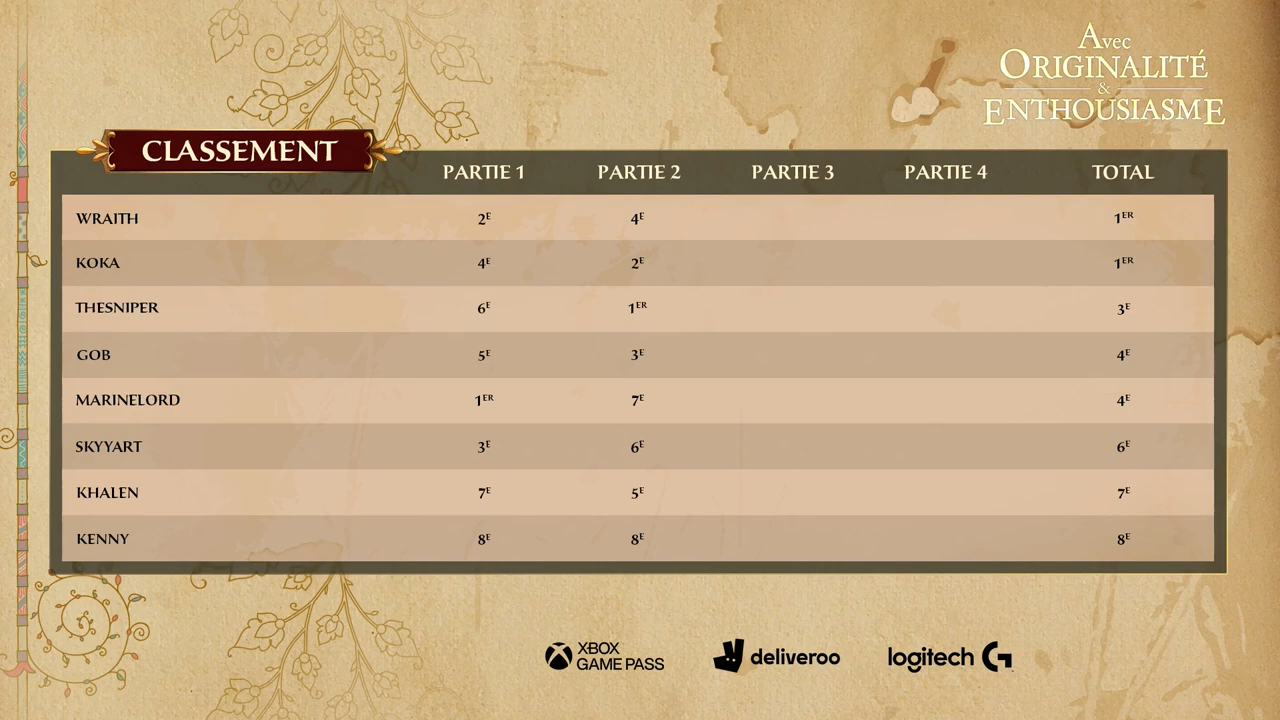 Avec
ORIGINALITÉ
&
ENTHOUSIASME
CLASSEMENT PARTIE 1 PARTIE 2 PARTIE 3 PARTIE 4 TOTAL
WRAITH 2E 4E 1ER
KOKA 4E 2E 1ER
THESNIPER 6E 1ER 3E
GOB 5E 3E 4E
MARINELORD 1ER 7E 4E
SKYYART 3E 6E 6E
KHALEN 7E 5E 7E
KENNY 8E 8E 8E
XBOX
GAME PASS
deliveroo
logitech G